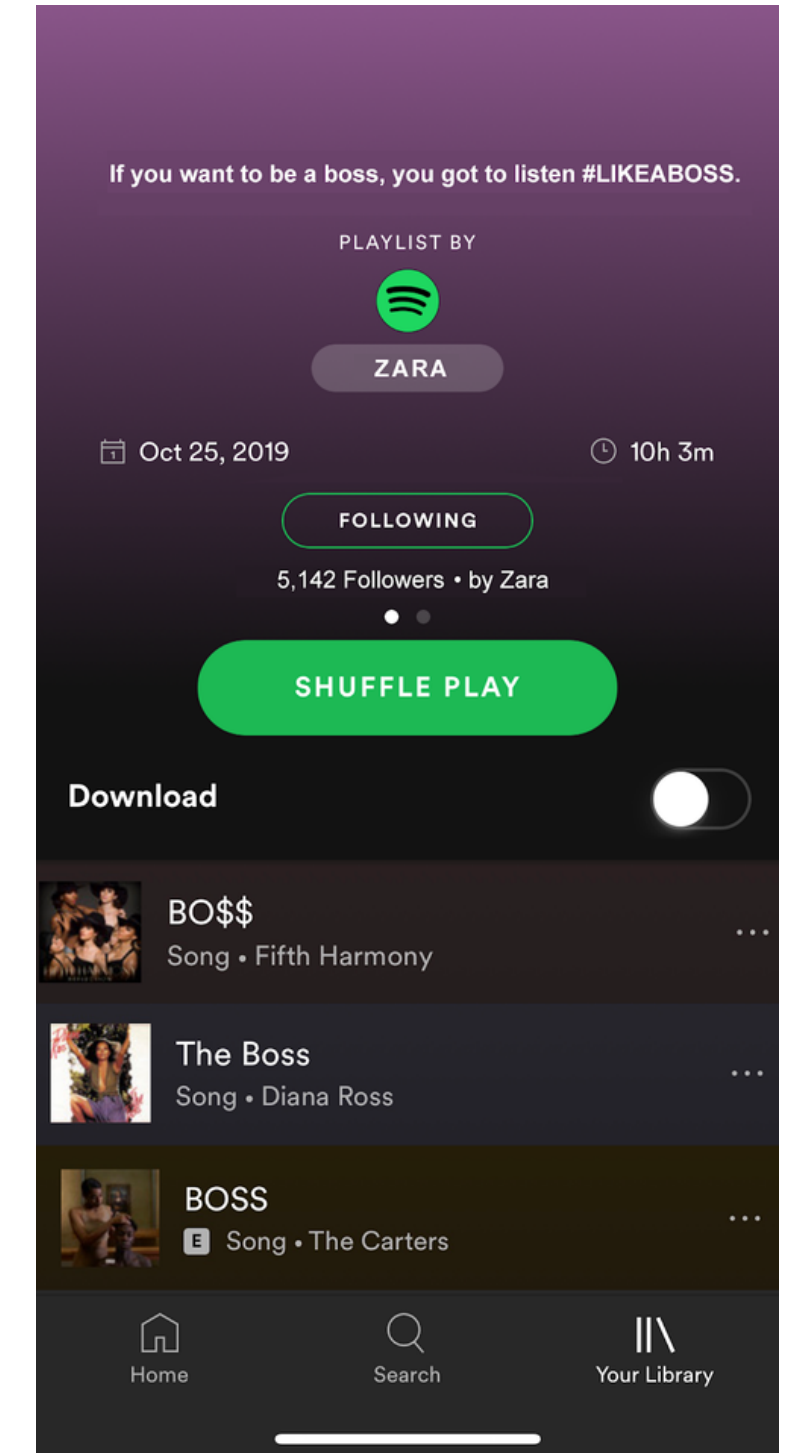 If you want to be a boss, you got to listen #LIKEABOSS.
PLAYLIST BY
ZARA
1 Oct 25, 2019
10h 3m
FOLLOWING
5,142 Followers • by Zara
SHUFFLE PLAY
Download
BO$$
Song • Fifth Harmony
The Boss
Song • Diana Ross
BOSS
E Song • The Carters
Home
Search
Your Library